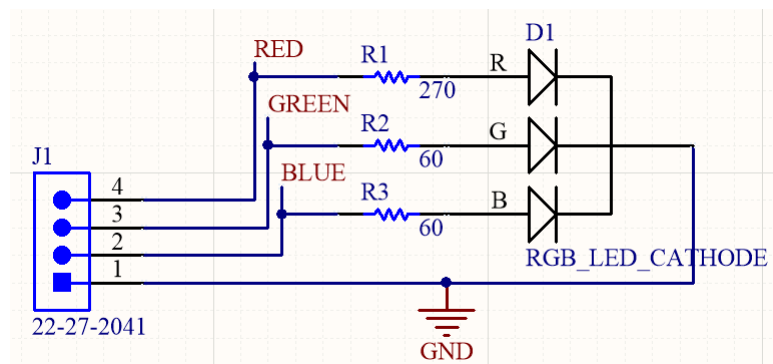 D1
RED
R1
R
270
GREEN
R2
G
60
J1
BLUE
R3
B
60
4
3
2
1
RGB_LED_CATHODE
22-27-2041
GND